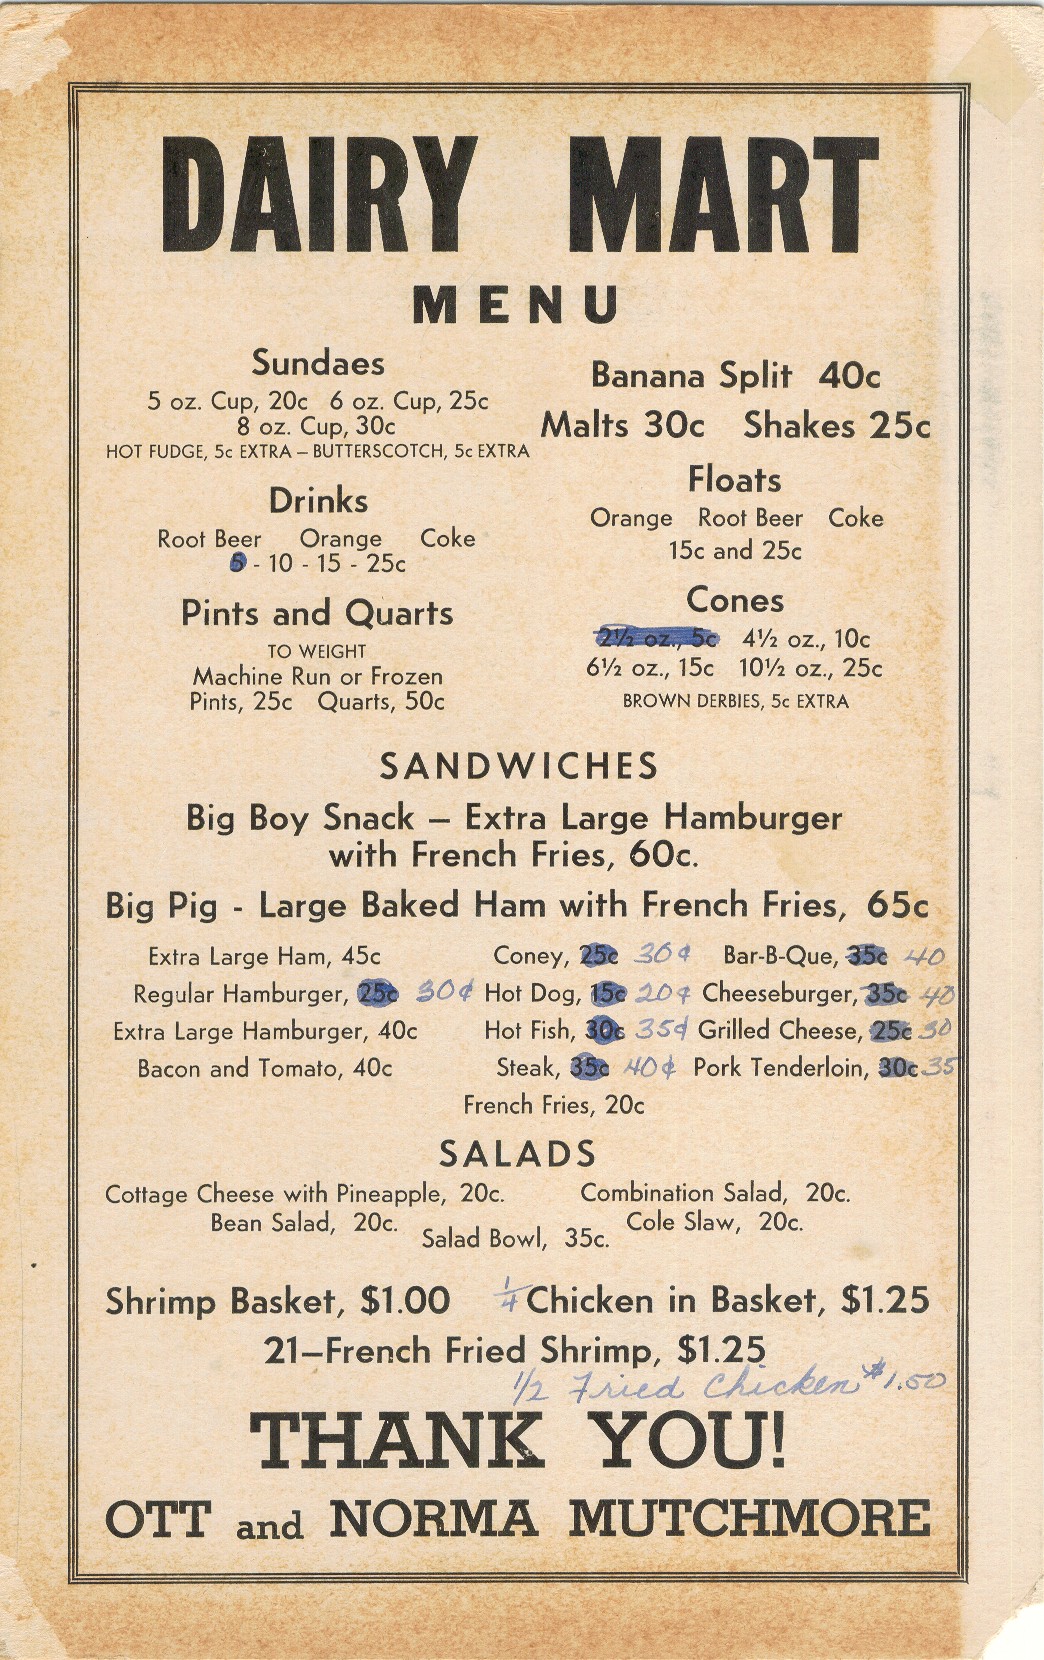 DAIRY MART
MENU
Sundaes
5 oz. Cup, 20c 6 oz. Cup, 25c
8 oz. Cup, 30c
HOT FUDGE, 5c EXTRA – BUTTERSCOTCH, 5c EXTRA
Drinks
Root Beer Orange Coke
5 - 10 - 15 - 25c
Pints and Quarts
TO WEIGHT
Machine Run or Frozen
Pints, 25c Quarts, 50c
Banana Split 40c
Malts 30c Shakes 25c
Floats
Orange Root Beer Coke
15c and 25c
Cones
2½ oz., 5c 4½ oz., 10c
6½ oz., 15c 10½ oz., 25c
BROWN DERBIES, 5c EXTRA
SANDWICHES
Big Boy Snack – Extra Large Hamburger
with French Fries, 60c.
Big Pig - Large Baked Ham with French Fries, 65c
Extra Large Ham, 45c Coney, 25c 30¢ Bar-B-Que, 35c 40
Regular Hamburger, 25c 30¢ Hot Dog, 15c 20¢ Cheeseburger, 35c 40
Extra Large Hamburger, 40c Hot Fish, 30c 35¢ Grilled Cheese, 25c 30
Bacon and Tomato, 40c Steak, 35c 40¢ Pork Tenderloin, 30c 35
French Fries, 20c
SALADS
Cottage Cheese with Pineapple, 20c. Combination Salad, 20c.
Bean Salad, 20c. Cole Slaw, 20c.
Salad Bowl, 35c.
Shrimp Basket, $1.00 ¼ Chicken in Basket, $1.25
21–French Fried Shrimp, $1.25
½ Fried Chicken $1.50
THANK YOU!
OTT and NORMA MUTCHMORE